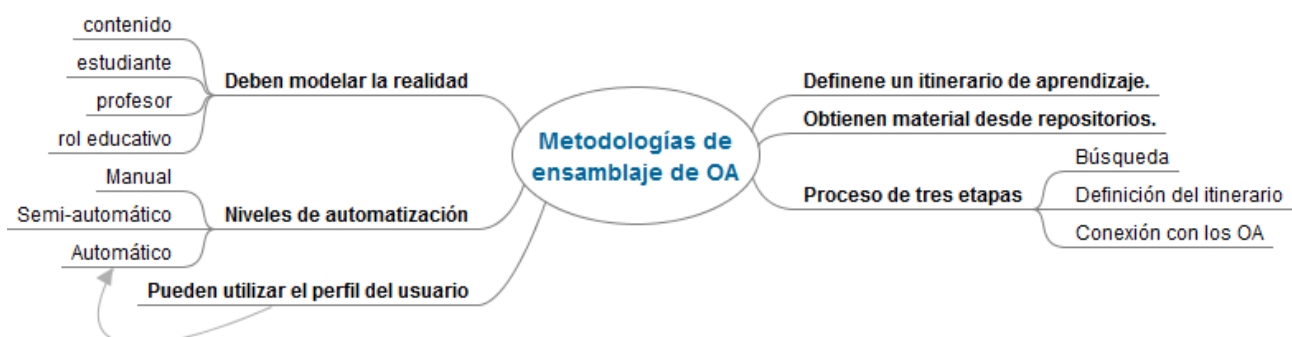 contenido
estudiante
profesor
rol educativo
Deben modelar la realidad
Manual
Semi-automático
Automático
Niveles de automatización
Pueden utilizar el perfil del usuario
Metodologías de
ensamblaje de OA
Definene un itinerario de aprendizaje.
Obtienen material desde repositorios.
Proceso de tres etapas
Búsqueda
Definición del itinerario
Conexión con los OA